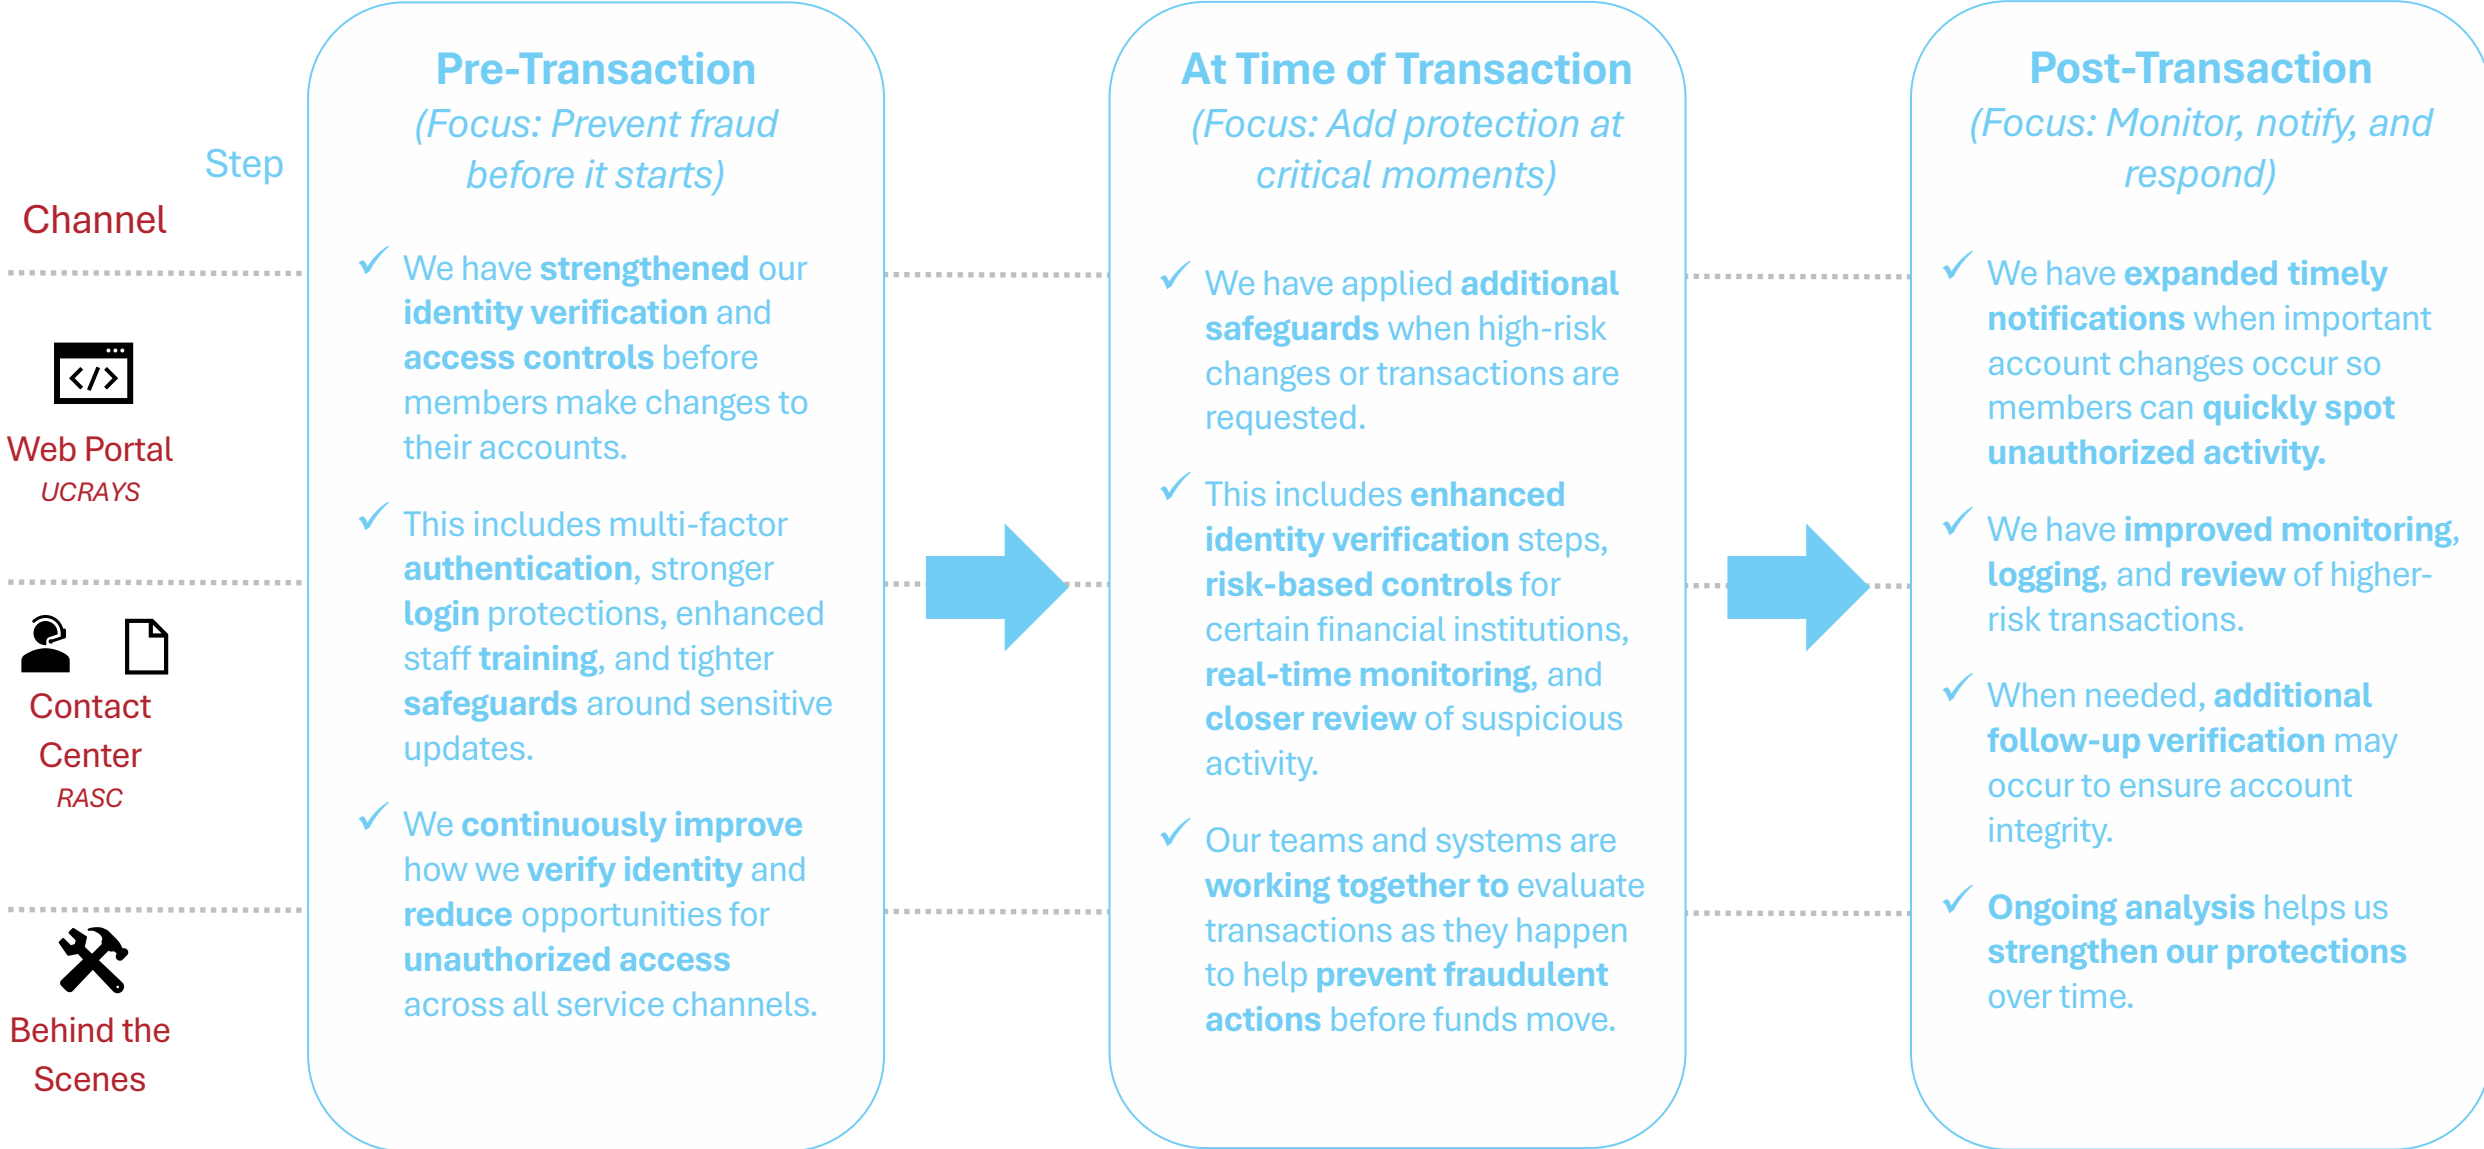 Step
Channel
Web Portal
UCRAYS
Contact
Center
RASC
Behind the
Scenes
Pre-Transaction
(Focus: Prevent fraud
before it starts)
✓ We have strengthened our
identity verification and
access controls before
members make changes to
their accounts.
✓ This includes multi-factor
authentication, stronger
login protections, enhanced
staff training, and tighter
safeguards around sensitive
updates.
✓ We continuously improve
how we verify identity and
reduce opportunities for
unauthorized access
across all service channels.
At Time of Transaction
(Focus: Add protection at
critical moments)
✓ We have applied additional
safeguards when high-risk
changes or transactions are
requested.
✓ This includes enhanced
identity verification steps,
risk-based controls for
certain financial institutions,
real-time monitoring, and
closer review of suspicious
activity.
✓ Our teams and systems are
working together to evaluate
transactions as they happen
to help prevent fraudulent
actions before funds move.
Post-Transaction
(Focus: Monitor, notify, and
respond)
✓ We have expanded timely
notifications when important
account changes occur so
members can quickly spot
unauthorized activity.
✓ We have improved monitoring,
logging, and review of higher-
risk transactions.
✓ When needed, additional
follow-up verification may
occur to ensure account
integrity.
✓ Ongoing analysis helps us
strengthen our protections
over time.